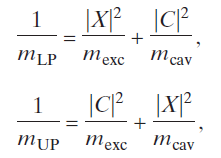 1/m_LP = |X|²/m_exc + |C|²/m_cav,
1/m_UP = |C|²/m_exc + |X|²/m_cav.